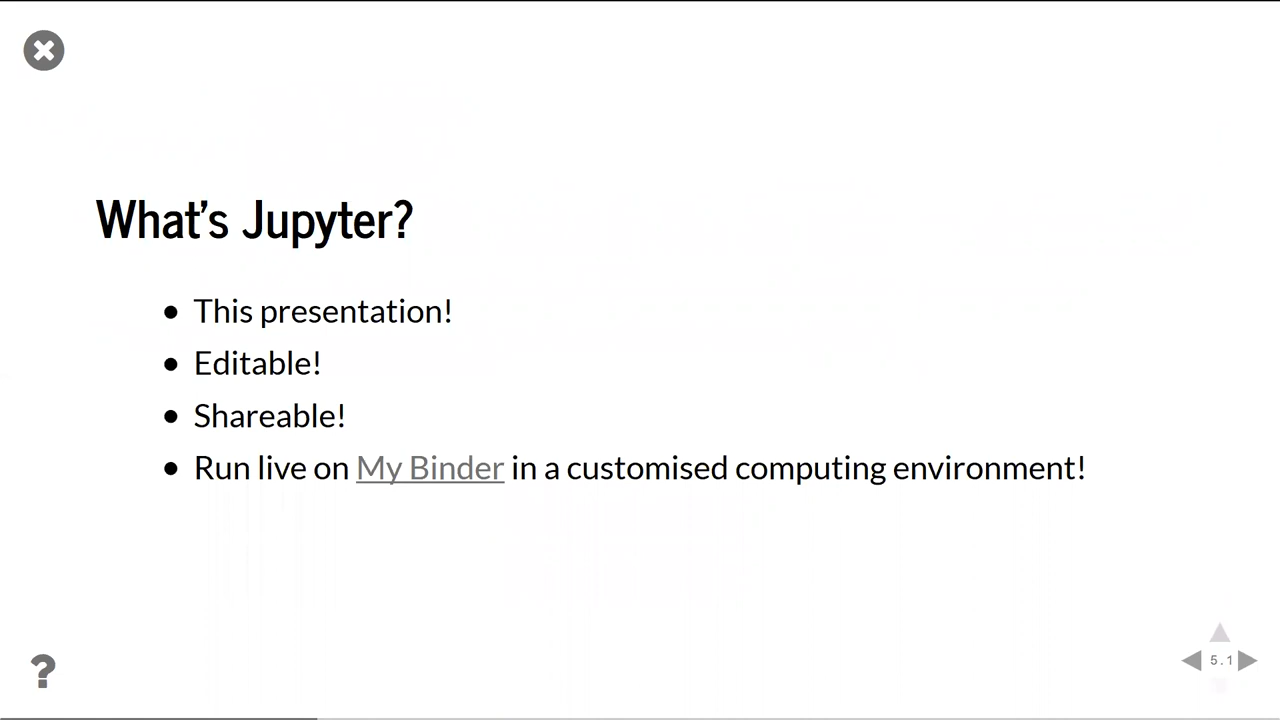 What's Jupyter?
• This presentation!
• Editable!
• Shareable!
• Run live on My Binder in a customised computing environment!
?
5.1